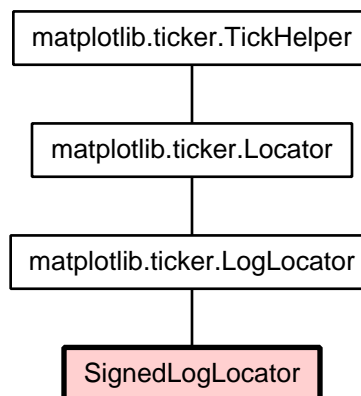 matplotlib.ticker.TickHelper
matplotlib.ticker.Locator
matplotlib.ticker.LogLocator
SignedLogLocator